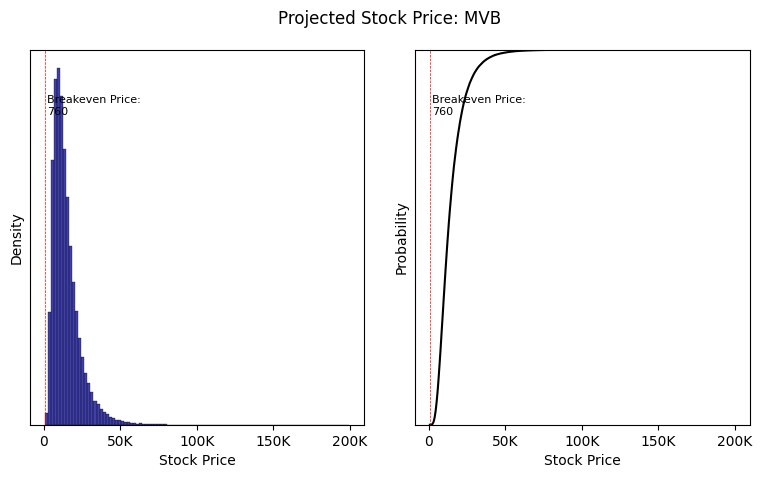 Projected Stock Price: MVB
Breakeven Price:
760
Density
0
50K
100K
150K
200K
Stock Price
Breakeven Price:
760
Probability
0
50K
100K
150K
200K
Stock Price